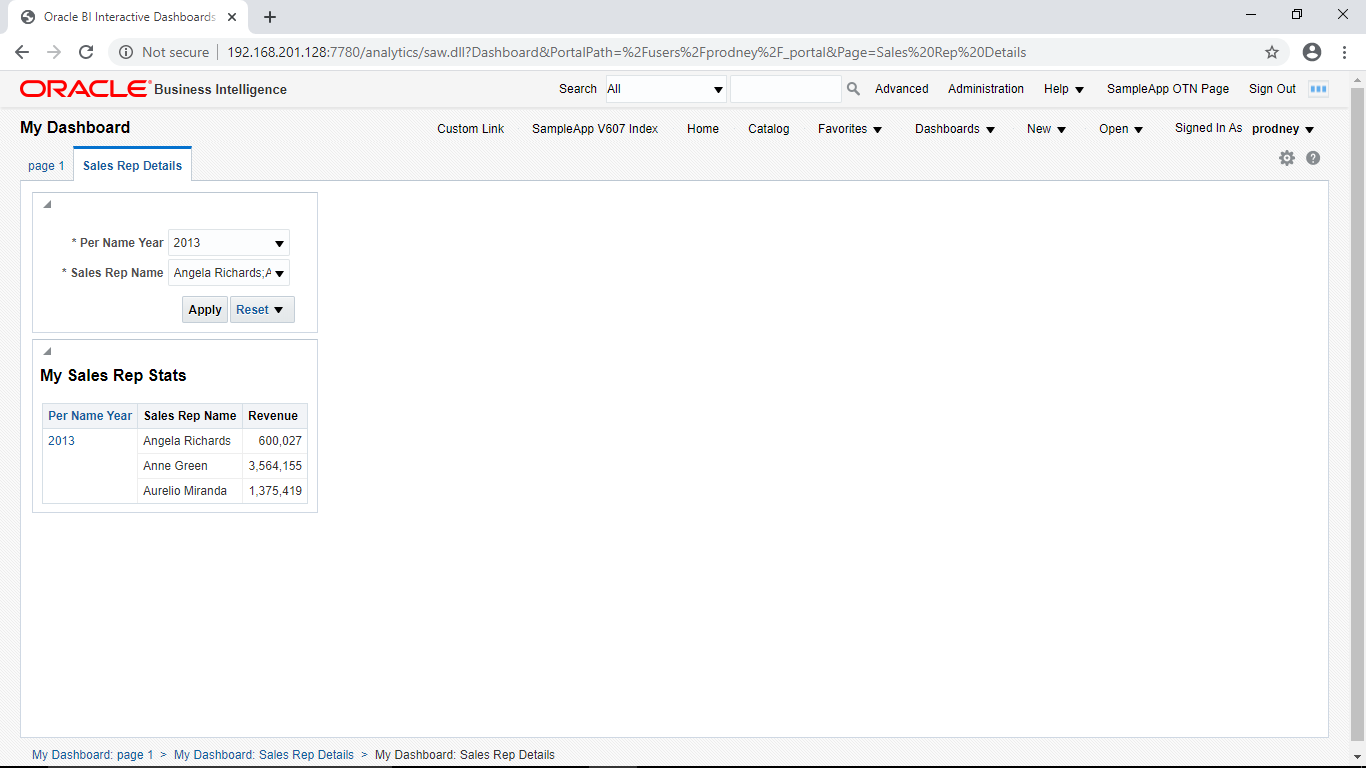 Oracle BI Interactive Dashboards
Not secure | 192.168.201.128:7780/analytics/saw.dll?Dashboard&PortalPath=%2Fusers%2Fprodney%2F_portal&Page=Sales%20Rep%20Details
ORACLE Business Intelligence Search All Advanced Administration Help SampleApp OTN Page Sign Out
My Dashboard Custom Link SampleApp V607 Index Home Catalog Favorites Dashboards New Open Signed In As prodney
page 1 Sales Rep Details
* Per Name Year 2013
* Sales Rep Name Angela Richards;A
Apply Reset
My Sales Rep Stats
Per Name Year Sales Rep Name Revenue
2013 Angela Richards 600,027
Anne Green 3,564,155
Aurelio Miranda 1,375,419
My Dashboard: page 1 > My Dashboard: Sales Rep Details > My Dashboard: Sales Rep Details